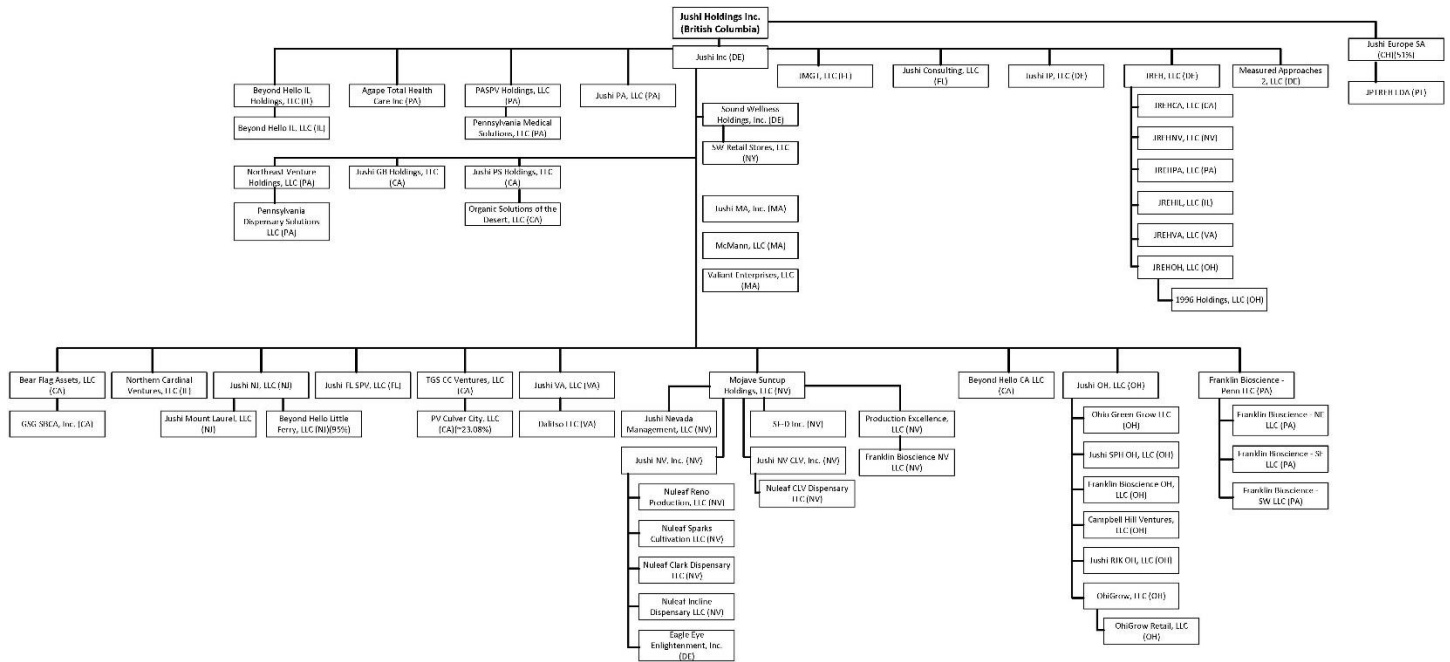 Jushi Holdings Inc.
(British Columbia)
Jushi Inc (DE)
Jushi Europe SA
(CH)(51%)
JPTREH LDA (PT)
Beyond Hello IL
Holdings, LLC (IL)
Beyond Hello IL, LLC (IL)
Agape Total Health
Care Inc (PA)
PASPV Holdings, LLC
(PA)
Pennsylvania Medical
Solutions, LLC (PA)
Jushi PA, LLC (PA)
JMGT, LLC (FL)
Jushi Consulting, LLC
(FL)
Jushi IP, LLC (DE)
JREH, LLC (DE)
Measured Approaches
2, LLC (DE)
JREHCA, LLC (CA)
JREHNV, LLC (NV)
JREHPA, LLC (PA)
JREHIL, LLC (IL)
JREHVA, LLC (VA)
JREHOH, LLC (OH)
1996 Holdings, LLC (OH)
Sound Wellness
Holdings, Inc. (DE)
SW Retail Stores, LLC
(NY)
Northeast Venture
Holdings, LLC (PA)
Pennsylvania
Dispensary Solutions
LLC (PA)
Jushi GH Holdings, LLC
(CA)
Jushi PS Holdings, LLC
(CA)
Organic Solutions of the
Desert, LLC (CA)
Jushi MA, Inc. (MA)
McMann, LLC (MA)
Valiant Enterprises, LLC
(MA)
Bear Flag Assets, LLC
(CA)
GSG SBCA, Inc. (CA)
Northern Cardinal
Ventures, LLC (IL)
Jushi NJ, LLC (NJ)
Jushi Mount Laurel, LLC
(NJ)
Beyond Hello Little
Ferry, LLC (NJ)(95%)
Jushi FL SPV, LLC (FL)
TGS CC Ventures, LLC
(CA)
PV Culver City, LLC
(CA)(~23.08%)
Jushi VA, LLC (VA)
Dalitso LLC (VA)
Mojave Suncup
Holdings, LLC (NV)
Jushi Nevada
Management, LLC (NV)
SF-D Inc. (NV)
Production Excellence,
LLC (NV)
Franklin Bioscience NV
LLC (NV)
Jushi NV, Inc. (NV)
Jushi NV CLV, Inc. (NV)
Nuleaf CLV Dispensary
LLC (NV)
Nuleaf Reno
Production, LLC (NV)
Nuleaf Sparks
Cultivation LLC (NV)
Nuleaf Clark Dispensary
LLC (NV)
Nuleaf Incline
Dispensary LLC (NV)
Eagle Eye
Enlightenment, Inc.
(DE)
Beyond Hello CA LLC
(CA)
Jushi OH, LLC (OH)
Ohio Green Grow LLC
(OH)
Jushi SPH OH, LLC (OH)
Franklin Bioscience OH,
LLC (OH)
Campbell Hill Ventures,
LLC (OH)
Jushi RJK OH, LLC (OH)
OhiGrow, LLC (OH)
OhiGrow Retail, LLC
(OH)
Franklin Bioscience -
Penn LLC (PA)
Franklin Bioscience -
LLC (PA)
Franklin Bioscience -
LLC (PA)
Franklin Bioscience -
SW LLC (PA)